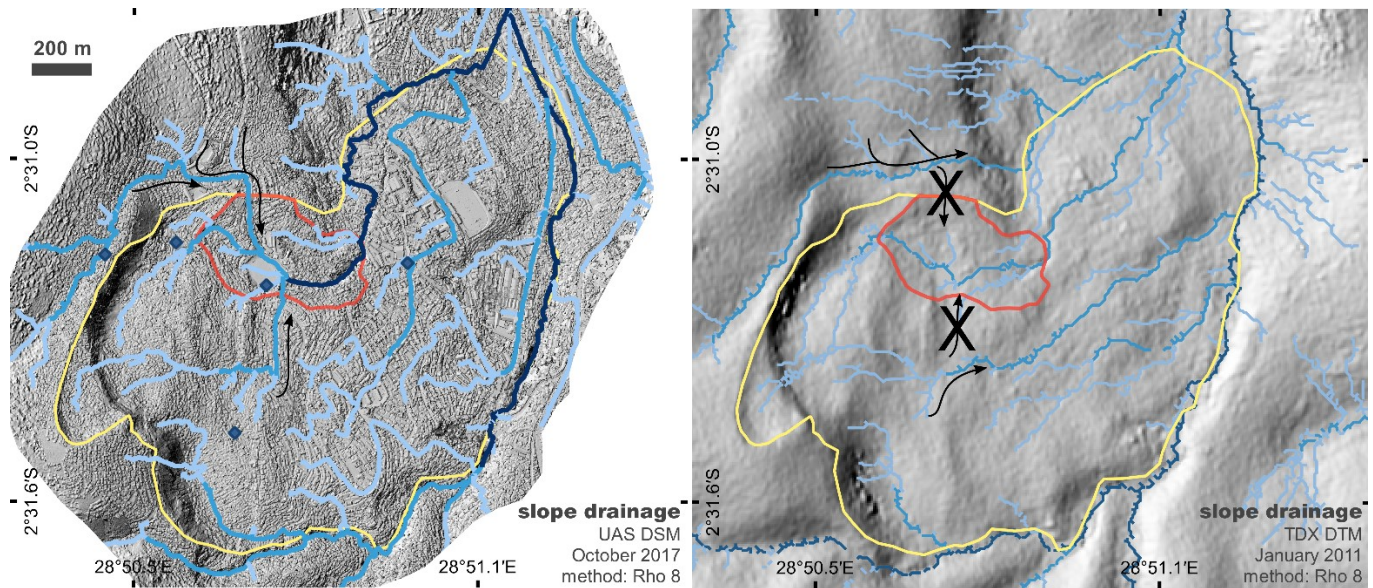 200 m
2°31.0'S
2°31.6'S
28°50.5'E
28°51.1'E
slope drainage
UAS DSM
October 2017
method: Rho 8
2°31.0'S
2°31.6'S
28°50.5'E
28°51.1'E
X
X
slope drainage
TDX DTM
January 2011
method: Rho 8